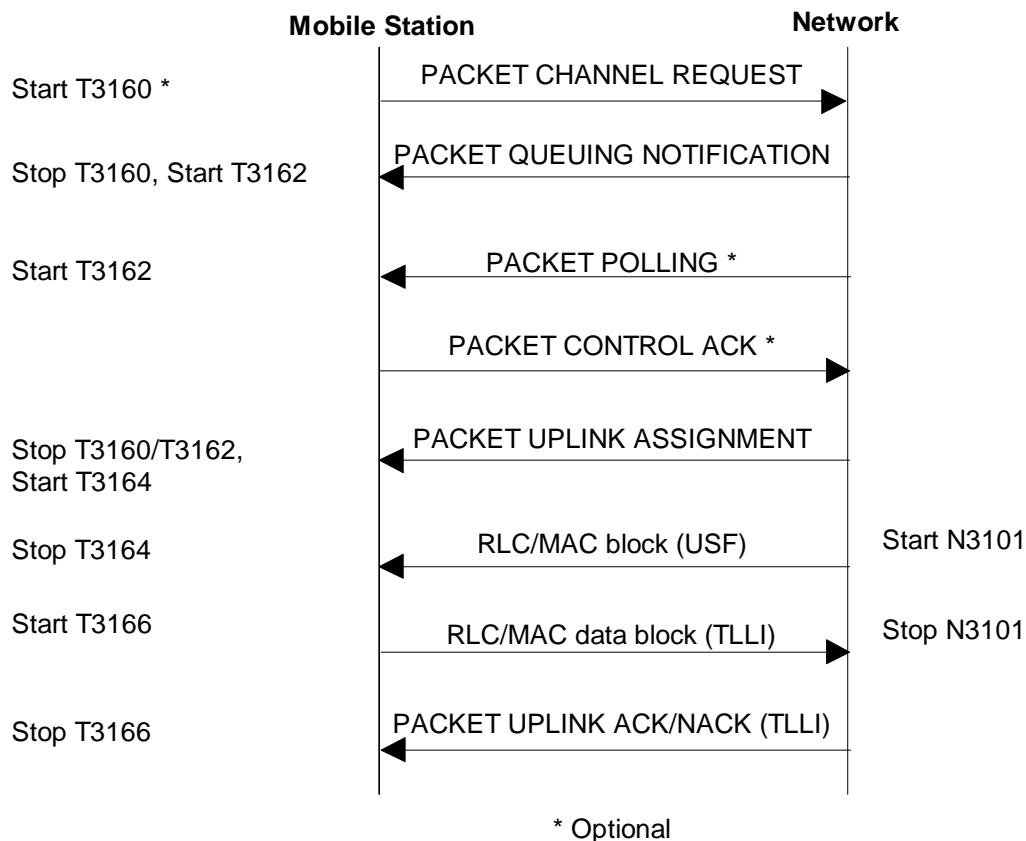 Mobile Station
Network
PACKET CHANNEL REQUEST
Start T3160 *
PACKET QUEUING NOTIFICATION
Stop T3160, Start T3162
PACKET POLLING *
Start T3162
PACKET CONTROL ACK *
PACKET UPLINK ASSIGNMENT
Stop T3160/T3162,
Start T3164
RLC/MAC block (USF)
Start N3101
Stop T3164
Start T3166
RLC/MAC data block (TLLI)
Stop N3101
PACKET UPLINK ACK/NACK (TLLI)
Stop T3166
* Optional